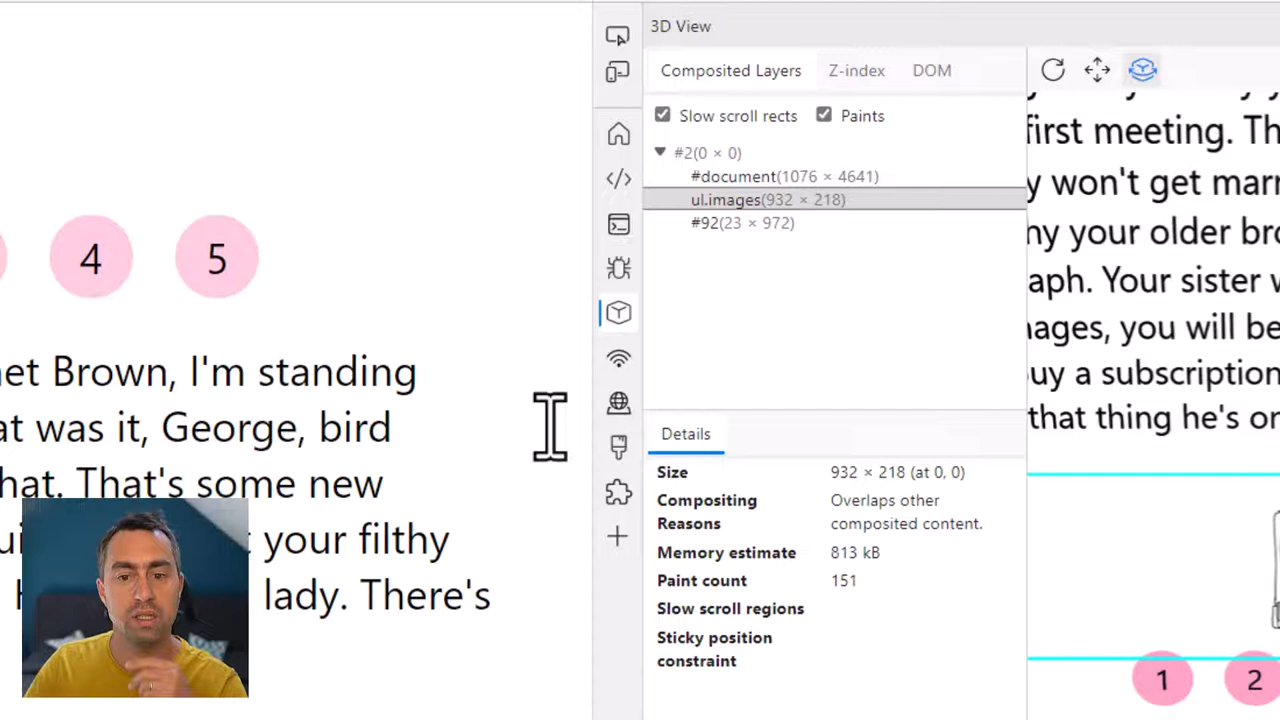 4 5
net Brown, I'm standing
at was it, George, bird
hat. That's some new
your filthy
lady. There's
3D View
Composited Layers Z-index DOM
Slow scroll rects Paints
#2(0 × 0)
#document(1076 × 4641)
ul.images(932 × 218)
#92(23 × 972)
Details
Size 932 × 218 (at 0, 0)
Compositing Overlaps other
Reasons composited content.
Memory estimate 813 kB
Paint count 151
Slow scroll regions
Sticky position
constraint
first meeting. Th
y won't get marr
hy your older bro
aph. Your sister w
nages, you will be
ouy a subscription
that thing he's or
1 2